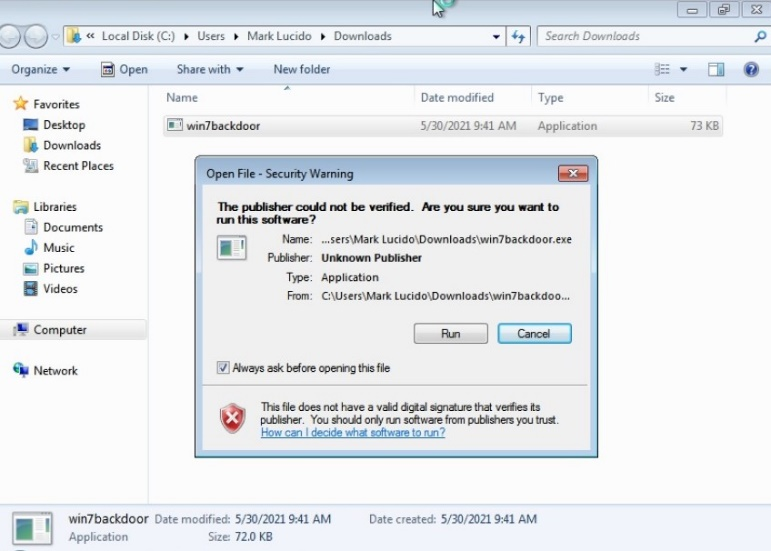 « Local Disk (C:) ▸ Users ▸ Mark Lucido ▸ Downloads
Search Downloads
Organize ▼ Open Share with ▼ New folder
Name Date modified Type Size
win7backdoor 5/30/2021 9:41 AM Application 73 KB
Favorites
Desktop
Downloads
Recent Places
Libraries
Documents
Music
Pictures
Videos
Computer
Network
Open File - Security Warning
The publisher could not be verified. Are you sure you want to
run this software?
Name: ...sers\Mark Lucido\Downloads\win7backdoor.exe
Publisher: Unknown Publisher
Type: Application
From: C:\Users\Mark Lucido\Downloads\win7backdoo...
Run Cancel
Always ask before opening this file
This file does not have a valid digital signature that verifies its
publisher. You should only run software from publishers you trust.
How can I decide what software to run?
win7backdoor Date modified: 5/30/2021 9:41 AM Date created: 5/30/2021 9:41 AM
Application Size: 72.0 KB